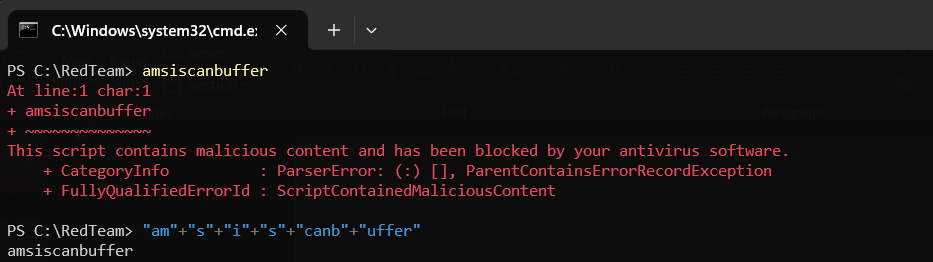 C:\Windows\system32\cmd.e
PS C:\RedTeam> amsiscanbuffer
At line:1 char:1
+ amsiscanbuffer
+ ~~~~~~~~~~~~~~
This script contains malicious content and has been blocked by your antivirus software.
    + CategoryInfo          : ParserError: (:) [], ParentContainsErrorRecordException
    + FullyQualifiedErrorId : ScriptContainedMaliciousContent
PS C:\RedTeam> "am"+"s"+"i"+"s"+"canb"+"uffer"
amsiscanbuffer